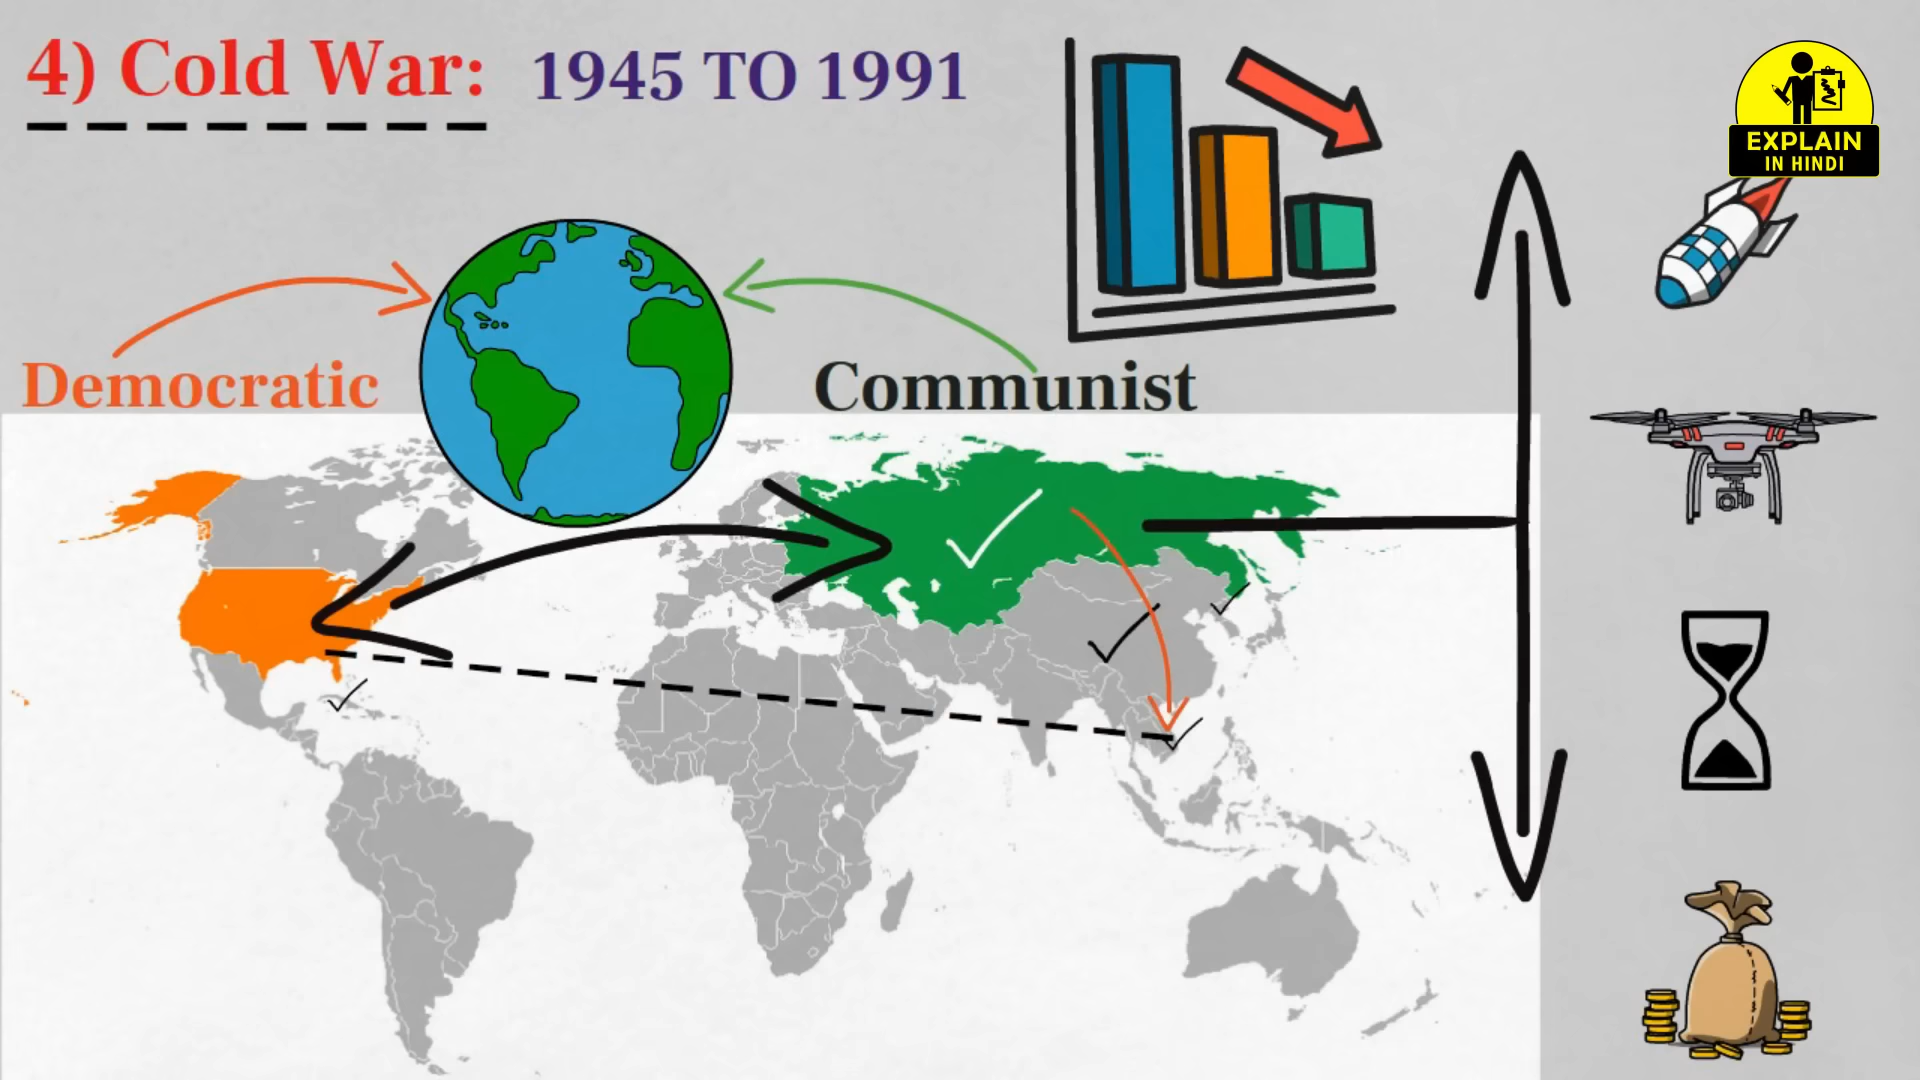 4) Cold War: 1945 TO 1991
EXPLAIN
IN HINDI
Democratic
Communist